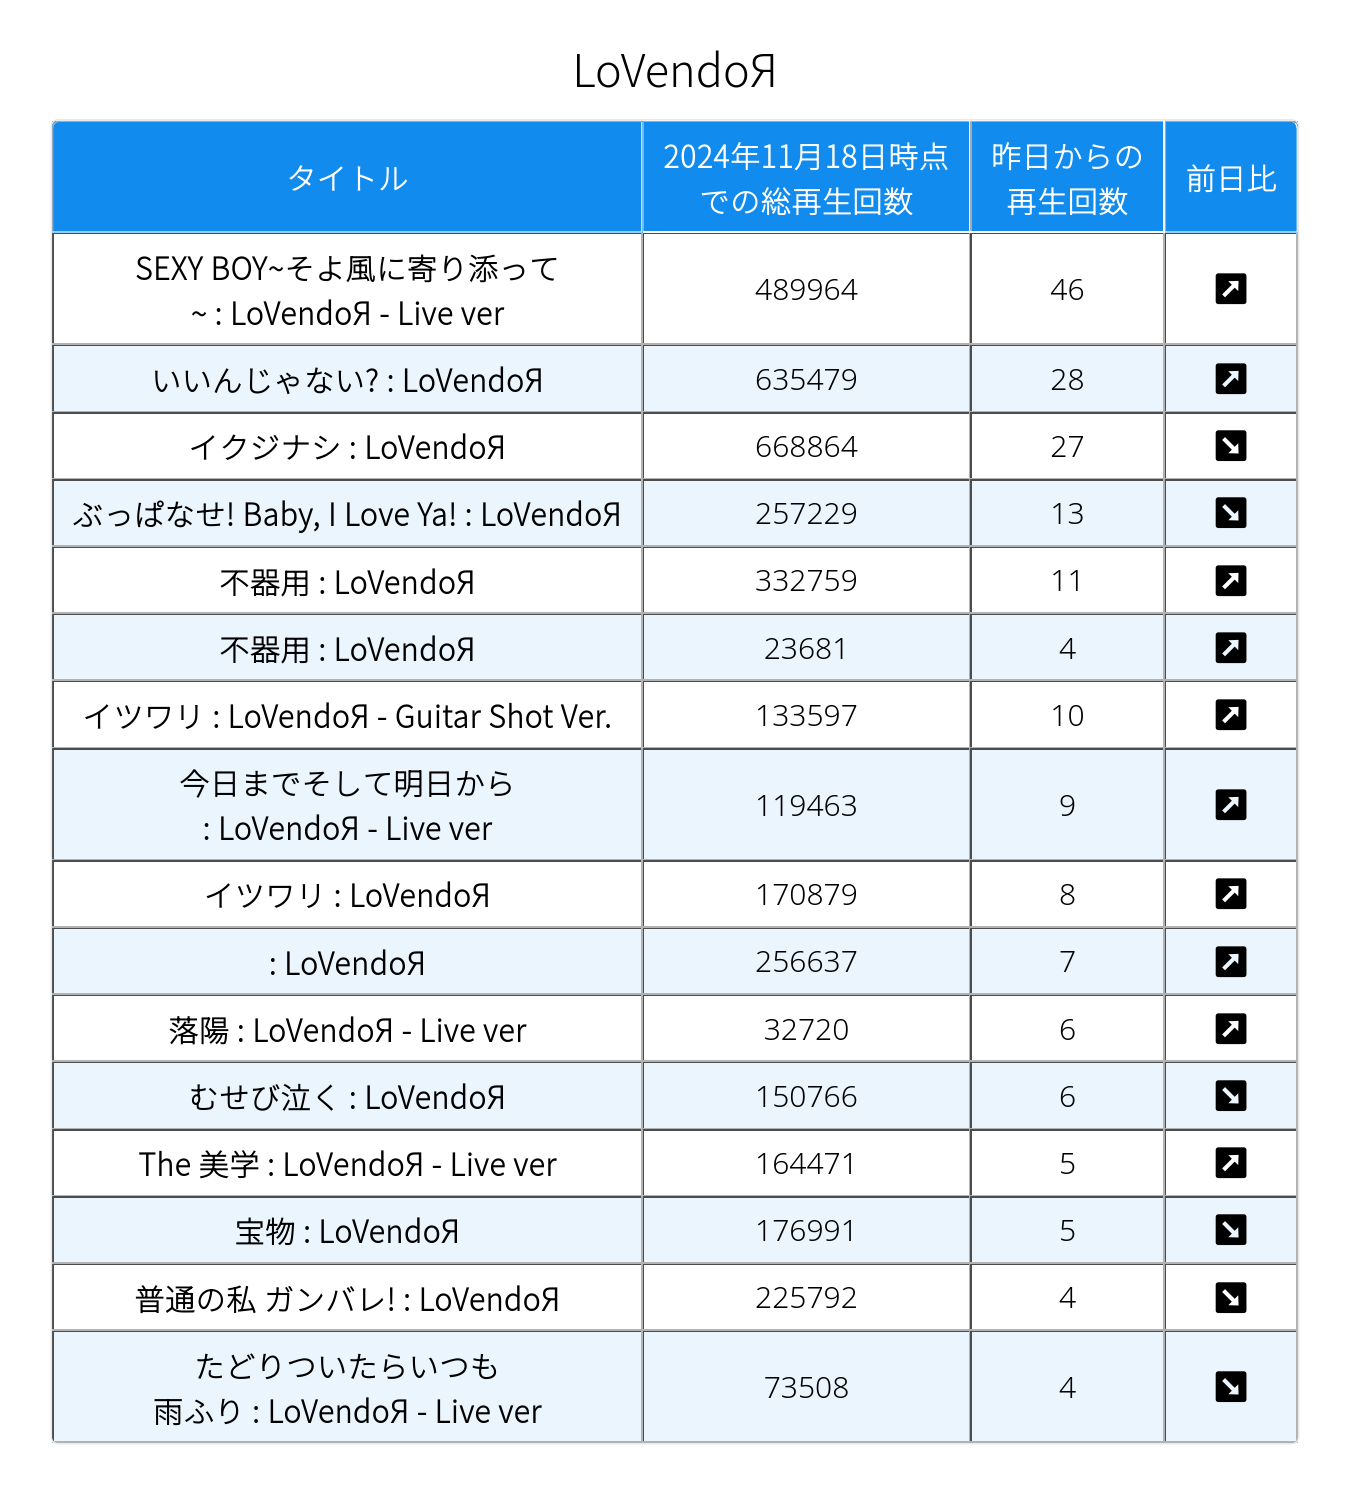 LoVendoЯ
タイトル
2024年11月18日時点
での総再生回数
昨日からの
再生回数
前日比
SEXY BOY~そよ風に寄り添って
~ : LoVendoЯ - Live ver
489964
46
↗
いいんじゃない? : LoVendoЯ
635479
28
↗
イクジナシ : LoVendoЯ
668864
27
↘
ぶっぱなせ! Baby, I Love Ya! : LoVendoЯ
257229
13
↘
不器用 : LoVendoЯ
332759
11
↗
不器用 : LoVendoЯ
23681
4
↗
イツワリ : LoVendoЯ - Guitar Shot Ver.
133597
10
↗
今日までそして明日から
: LoVendoЯ - Live ver
119463
9
↗
イツワリ : LoVendoЯ
170879
8
↗
: LoVendoЯ
256637
7
↗
落陽 : LoVendoЯ - Live ver
32720
6
↗
むせび泣く : LoVendoЯ
150766
6
↘
The 美学 : LoVendoЯ - Live ver
164471
5
↗
宝物 : LoVendoЯ
176991
5
↘
普通の私 ガンバレ! : LoVendoЯ
225792
4
↘
たどりついたらいつも
雨ふり : LoVendoЯ - Live ver
73508
4
↘